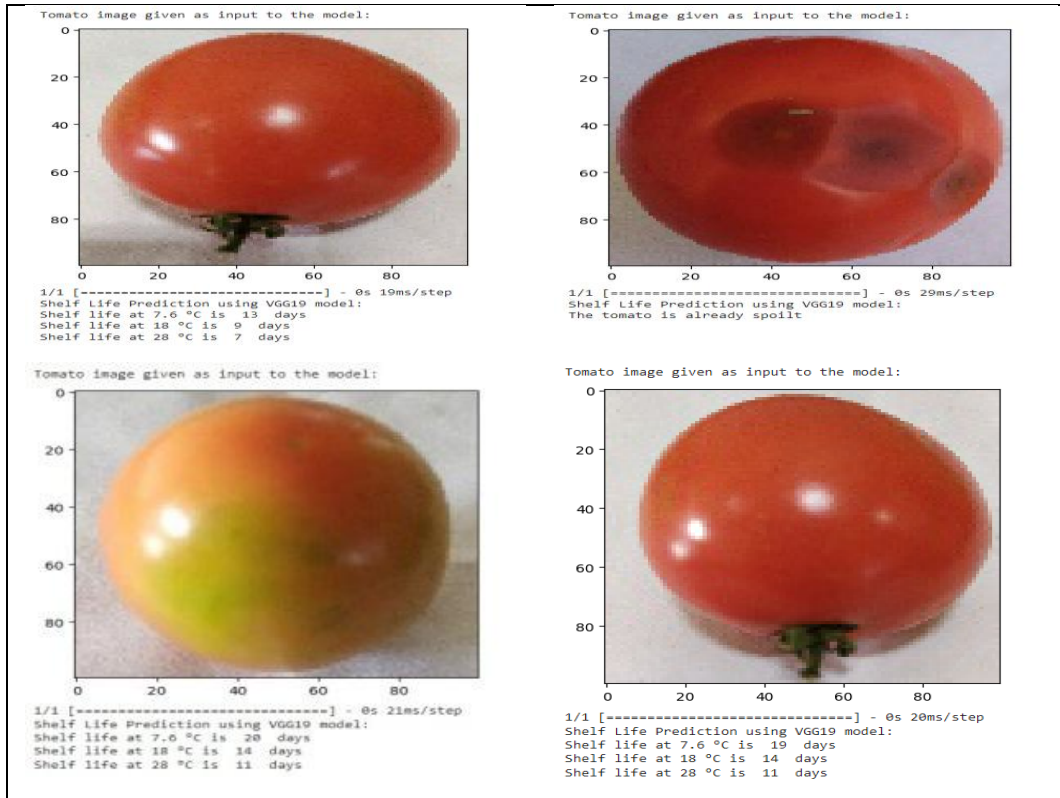 Tomato image given as input to the model:
0
20
40
60
80
0 20 40 60 80
1/1 [==============================] - 0s 19ms/step
Shelf Life Prediction using VGG19 model:
Shelf life at 7.6 °C is  13  days
Shelf life at 18 °C is  9  days
Shelf life at 28 °C is  7  days
Tomato image given as input to the model:
0
20
40
60
80
0 20 40 60 80
1/1 [==============================] - 0s 29ms/step
Shelf Life Prediction using VGG19 model:
The tomato is already spoilt
Tomato image given as input to the model:
0
20
40
60
80
0 20 40 60 80
1/1 [==============================] - 0s 21ms/step
Shelf Life Prediction using VGG19 model:
Shelf life at 7.6 °C is  20  days
Shelf life at 18 °C is  14  days
Shelf life at 28 °C is  11  days
Tomato image given as input to the model:
0
20
40
60
80
0 20 40 60 80
1/1 [==============================] - 0s 20ms/step
Shelf Life Prediction using VGG19 model:
Shelf life at 7.6 °C is  19  days
Shelf life at 18 °C is  14  days
Shelf life at 28 °C is  11  days